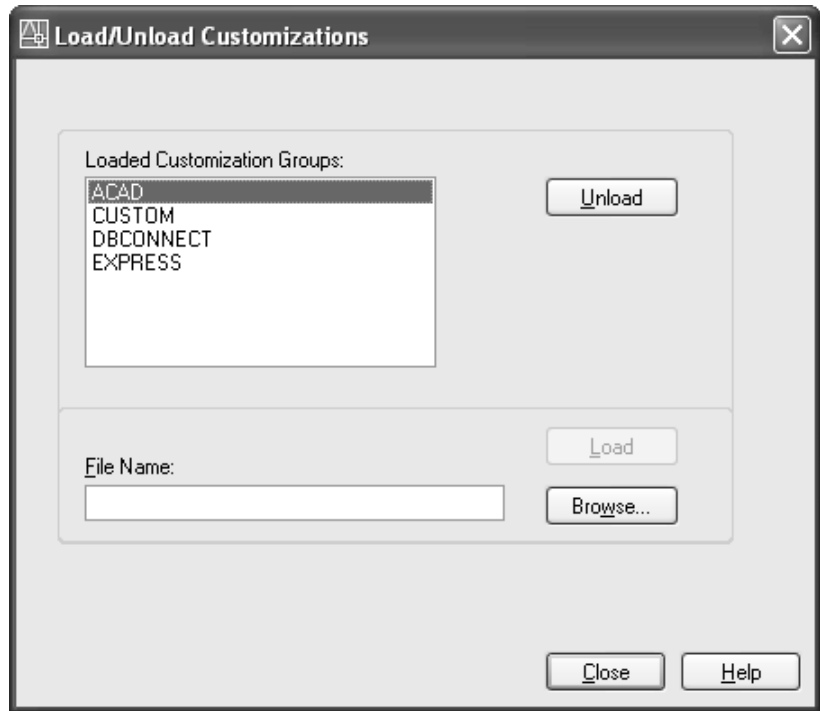 Load/Unload Customizations
Loaded Customization Groups:
ACAD
CUSTOM
DBCONNECT
EXPRESS
Unload
Load
File Name:
Browse...
Close
Help